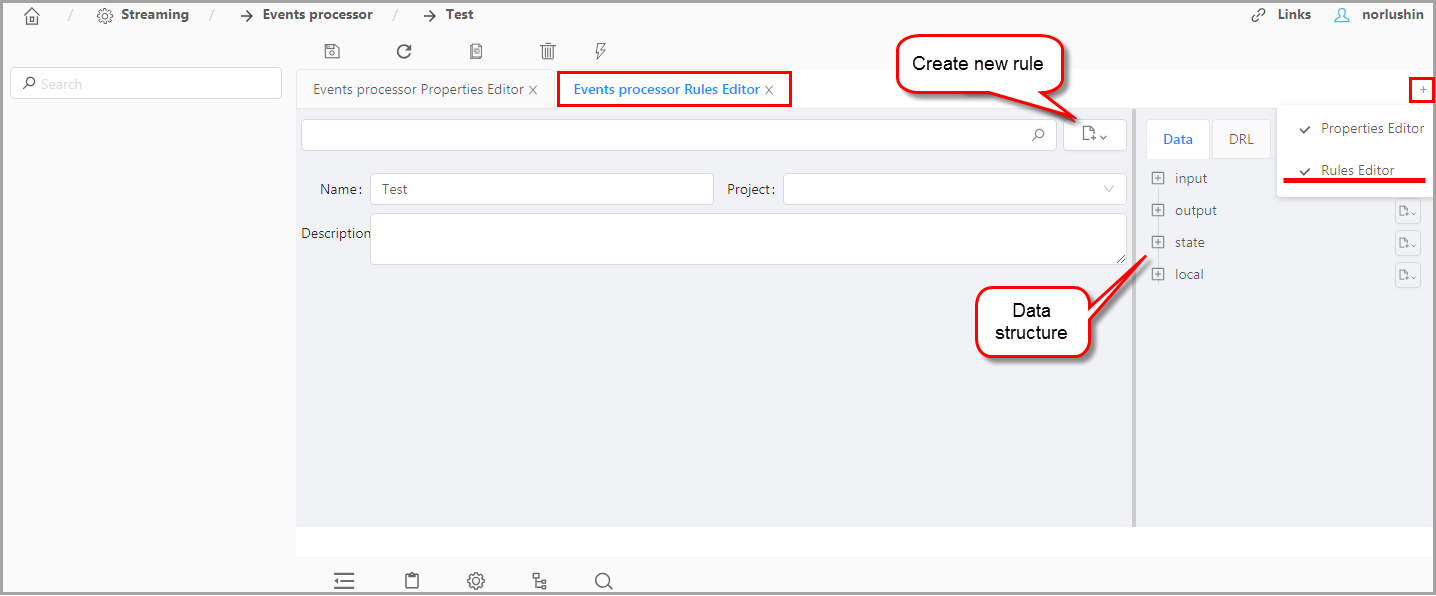 / Streaming / Events processor / Test Links norlushin
Search
Create new rule
Events processor Properties Editor Events processor Rules Editor +
Properties Editor
Data DRL
Rules Editor
Name: Test Project:
input
output
Description
state
local
Data
structure